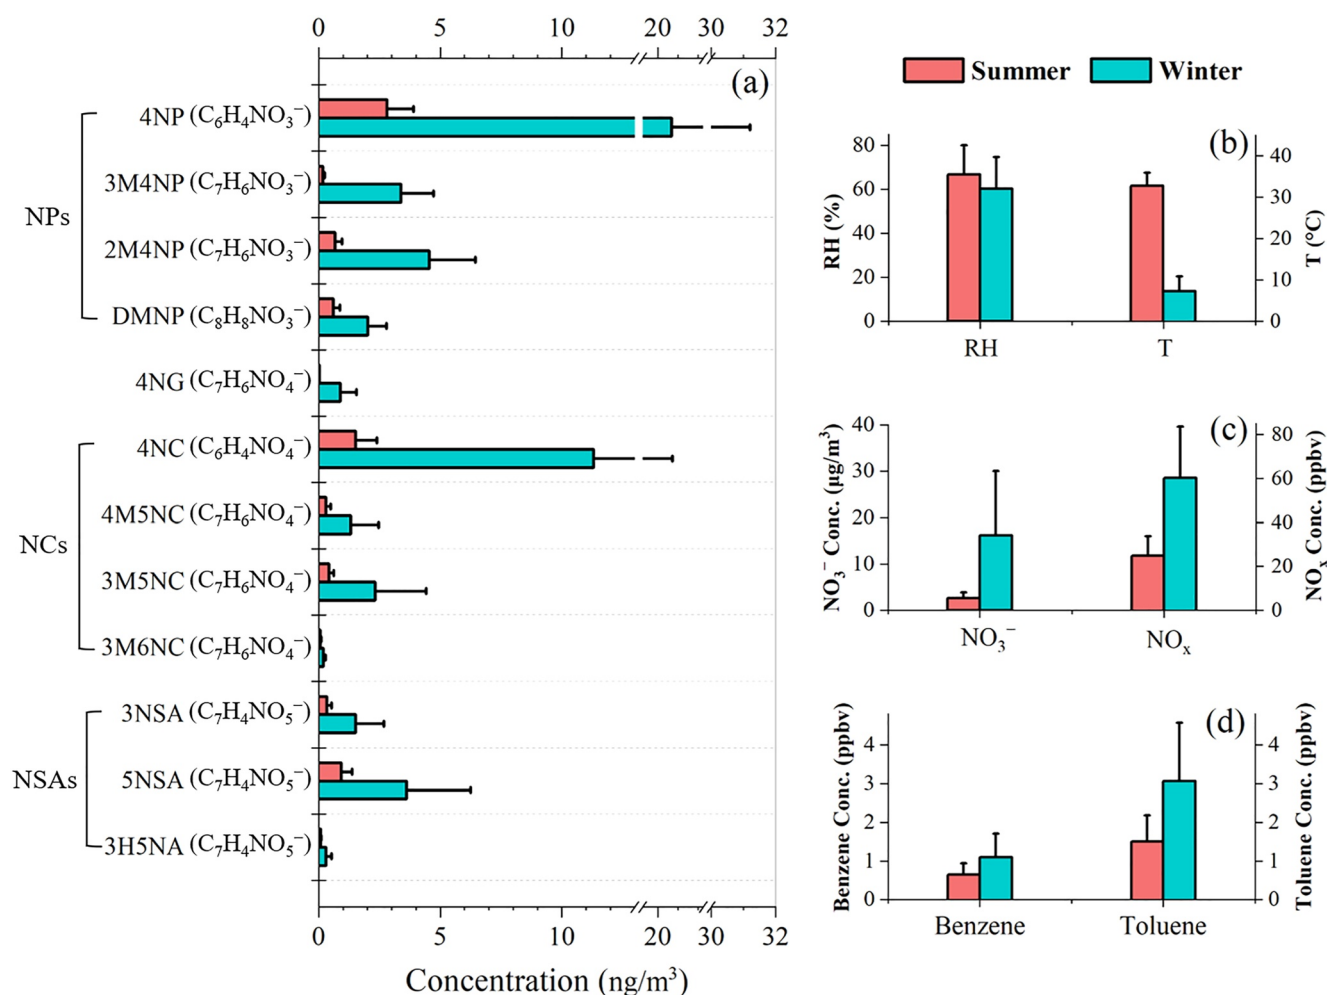 0 5 10 20 30 32
(a)
NPs
4NP (C₆H₄NO₃⁻)
3M4NP (C₇H₆NO₃⁻)
2M4NP (C₇H₆NO₃⁻)
DMNP (C₈H₈NO₃⁻)
4NG (C₇H₆NO₄⁻)
NCs
4NC (C₆H₄NO₄⁻)
4M5NC (C₇H₆NO₄⁻)
3M5NC (C₇H₆NO₄⁻)
3M6NC (C₇H₆NO₄⁻)
NSAs
3NSA (C₇H₄NO₅⁻)
5NSA (C₇H₄NO₅⁻)
3H5NA (C₇H₄NO₅⁻)
0 5 10 20 30 32
Concentration (ng/m³)
Summer Winter
(b)
RH (%)
80
60
40
20
0
T (°C)
40
30
20
10
0
RH T
(c)
NO₃⁻ Conc. (μg/m³)
40
30
20
10
0
NOₓ Conc. (ppbv)
80
60
40
20
0
NO₃⁻ NOₓ
(d)
Benzene Conc. (ppbv)
4
3
2
1
0
Toluene Conc. (ppbv)
4
3
2
1
0
Benzene Toluene